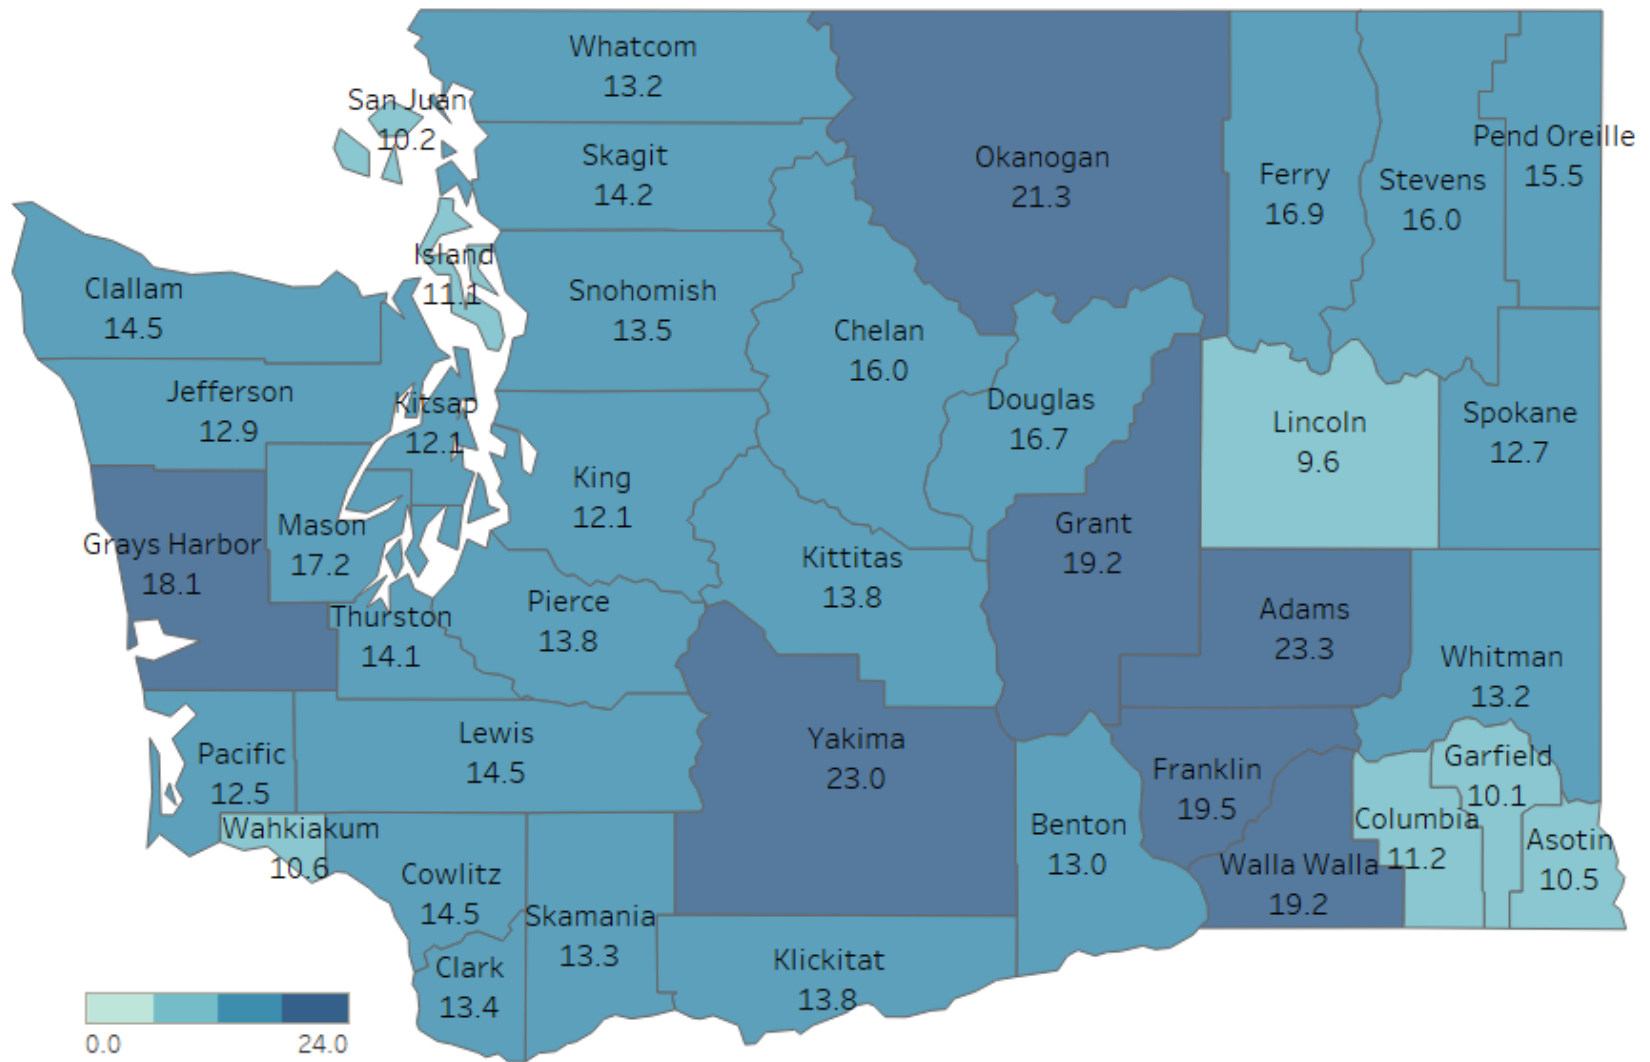 Whatcom
13.2
San Juan
10.2
Skagit
14.2
Okanogan
21.3
Ferry
16.9
Stevens
16.0
Pend Oreille
15.5
Island
11.1
Clallam
14.5
Snohomish
13.5
Chelan
16.0
Jefferson
12.9
Kitsap
12.1
Douglas
16.7
Lincoln
9.6
Spokane
12.7
King
12.1
Grays Harbor
18.1
Mason
17.2
Kittitas
13.8
Grant
19.2
Thurston
14.1
Pierce
13.8
Adams
23.3
Whitman
13.2
Pacific
12.5
Lewis
14.5
Yakima
23.0
Franklin
19.5
Garfield
10.1
Wahkiakum
10.6
Benton
13.0
Columbia
11.2
Asotin
10.5
Cowlitz
14.5
Walla Walla
19.2
Skamania
13.3
Clark
13.4
Klickitat
13.8
0.0 24.0